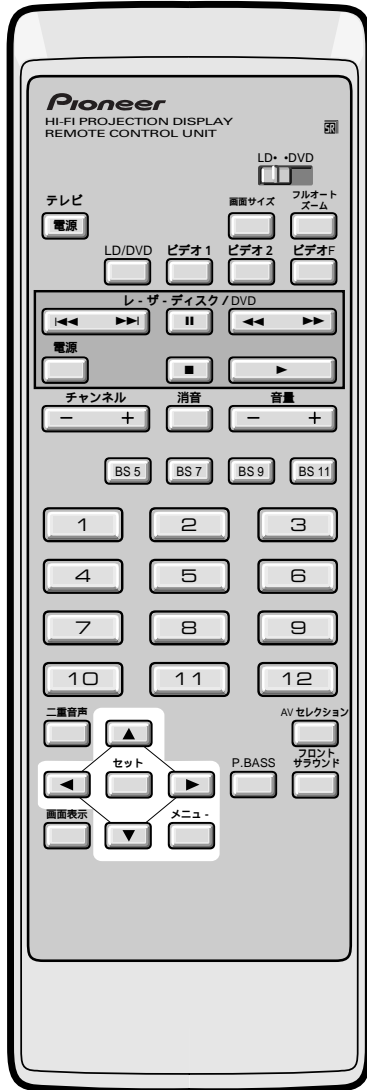 Pioneer
HI-FI PROJECTION DISPLAY
REMOTE CONTROL UNIT
SR
LD• •DVD
テレビ 画面サイズ フルオート
ズーム
電源
LD/DVD ビデオ1 ビデオ2 ビデオF
レ-ザ-ディスク/DVD
電源
チャンネル 消音 音量
− + − +
BS 5 BS 7 BS 9 BS 11
1 2 3
4 5 6
7 8 9
10 11 12
二重音声 AVセレクション
セット P.BASS フロント
サラウンド
画面表示 メニュ-